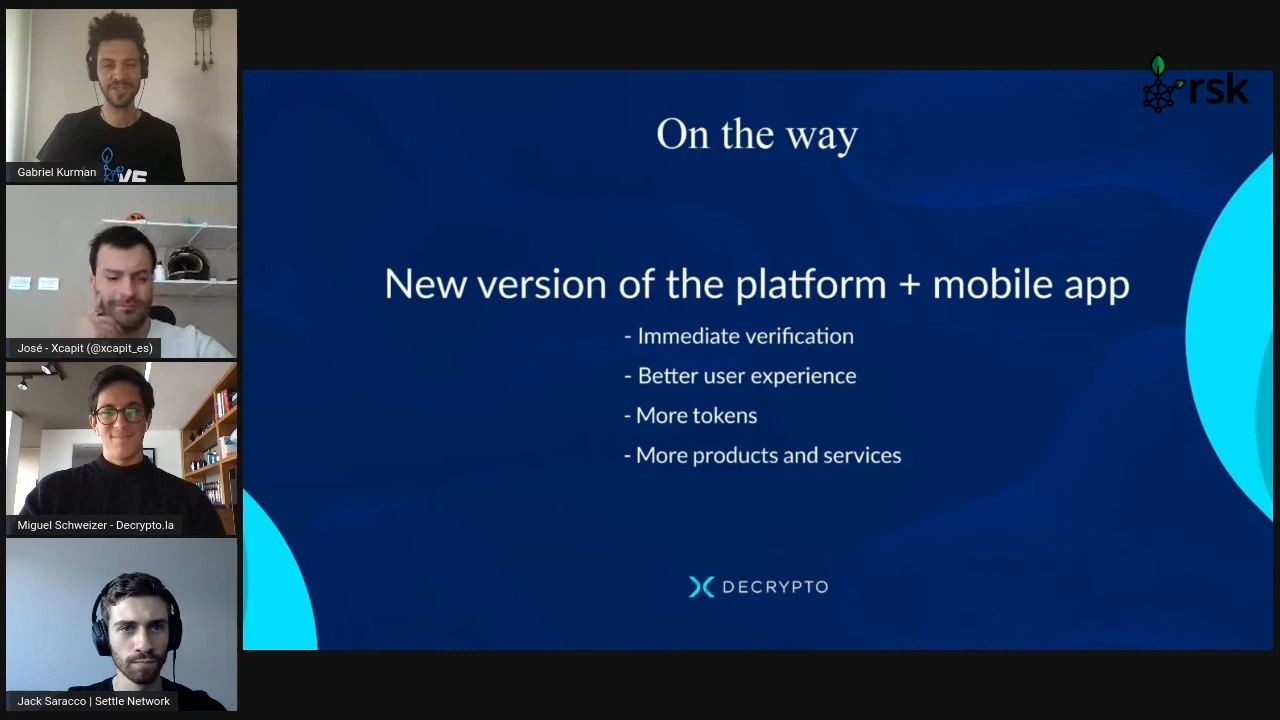 Gabriel Kurman
José - Xcapit (@xcapit_es)
Miguel Schweizer - Decrypto.la
Jack Saracco | Settle Network
rsk
On the way
New version of the platform + mobile app
- Immediate verification
- Better user experience
- More tokens
- More products and services
DECRYPTO